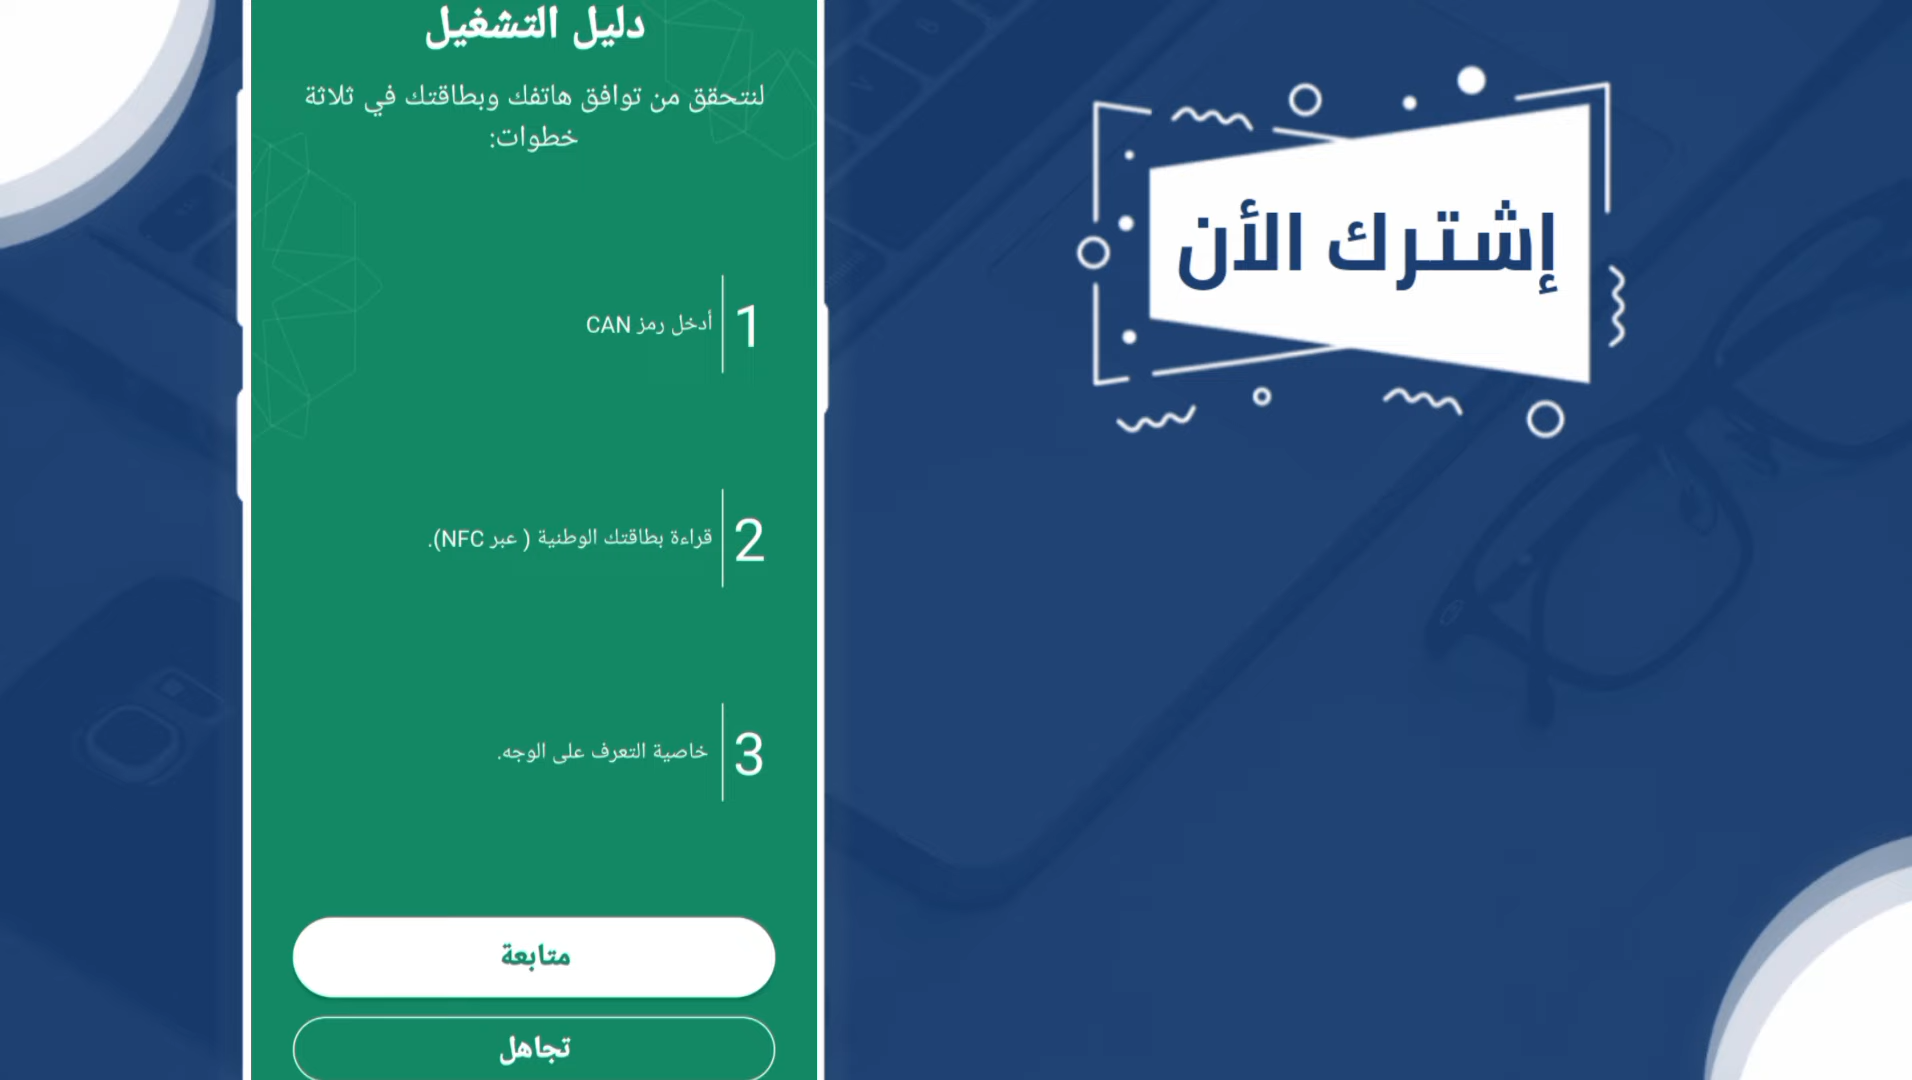 دليل التشغيل
لنتحقق من توافق هاتفك وبطاقتك في ثلاثة
خطوات:
1 أدخل رمز CAN
2 قراءة بطاقتك الوطنية ( عبر NFC).
3 خاصية التعرف على الوجه.
متابعة
تجاهل
إشترك الأن